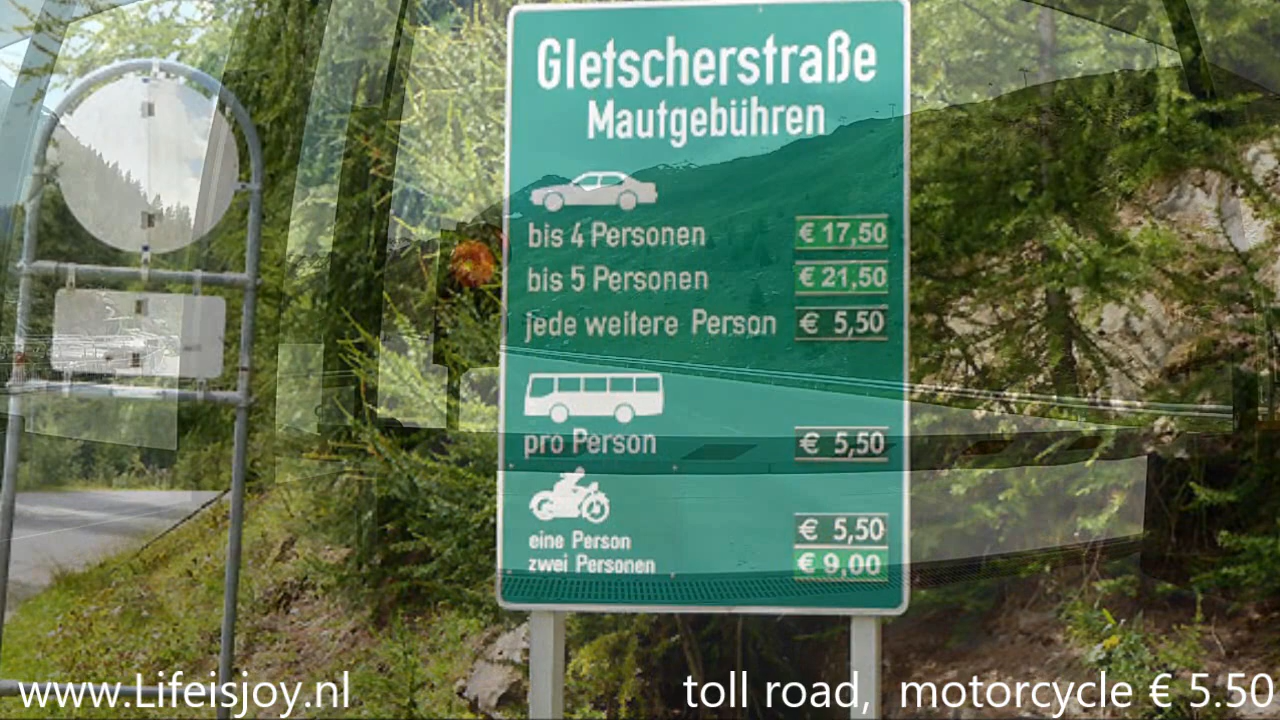 Gletscherstraße
Mautgebühren
bis 4 Personen € 17,50
bis 5 Personen € 21,50
jede weitere Person € 5,50
pro Person € 5,50
eine Person € 5,50
zwei Personen € 9,00
www.Lifeisjoy.nl toll road, motorcycle € 5.50